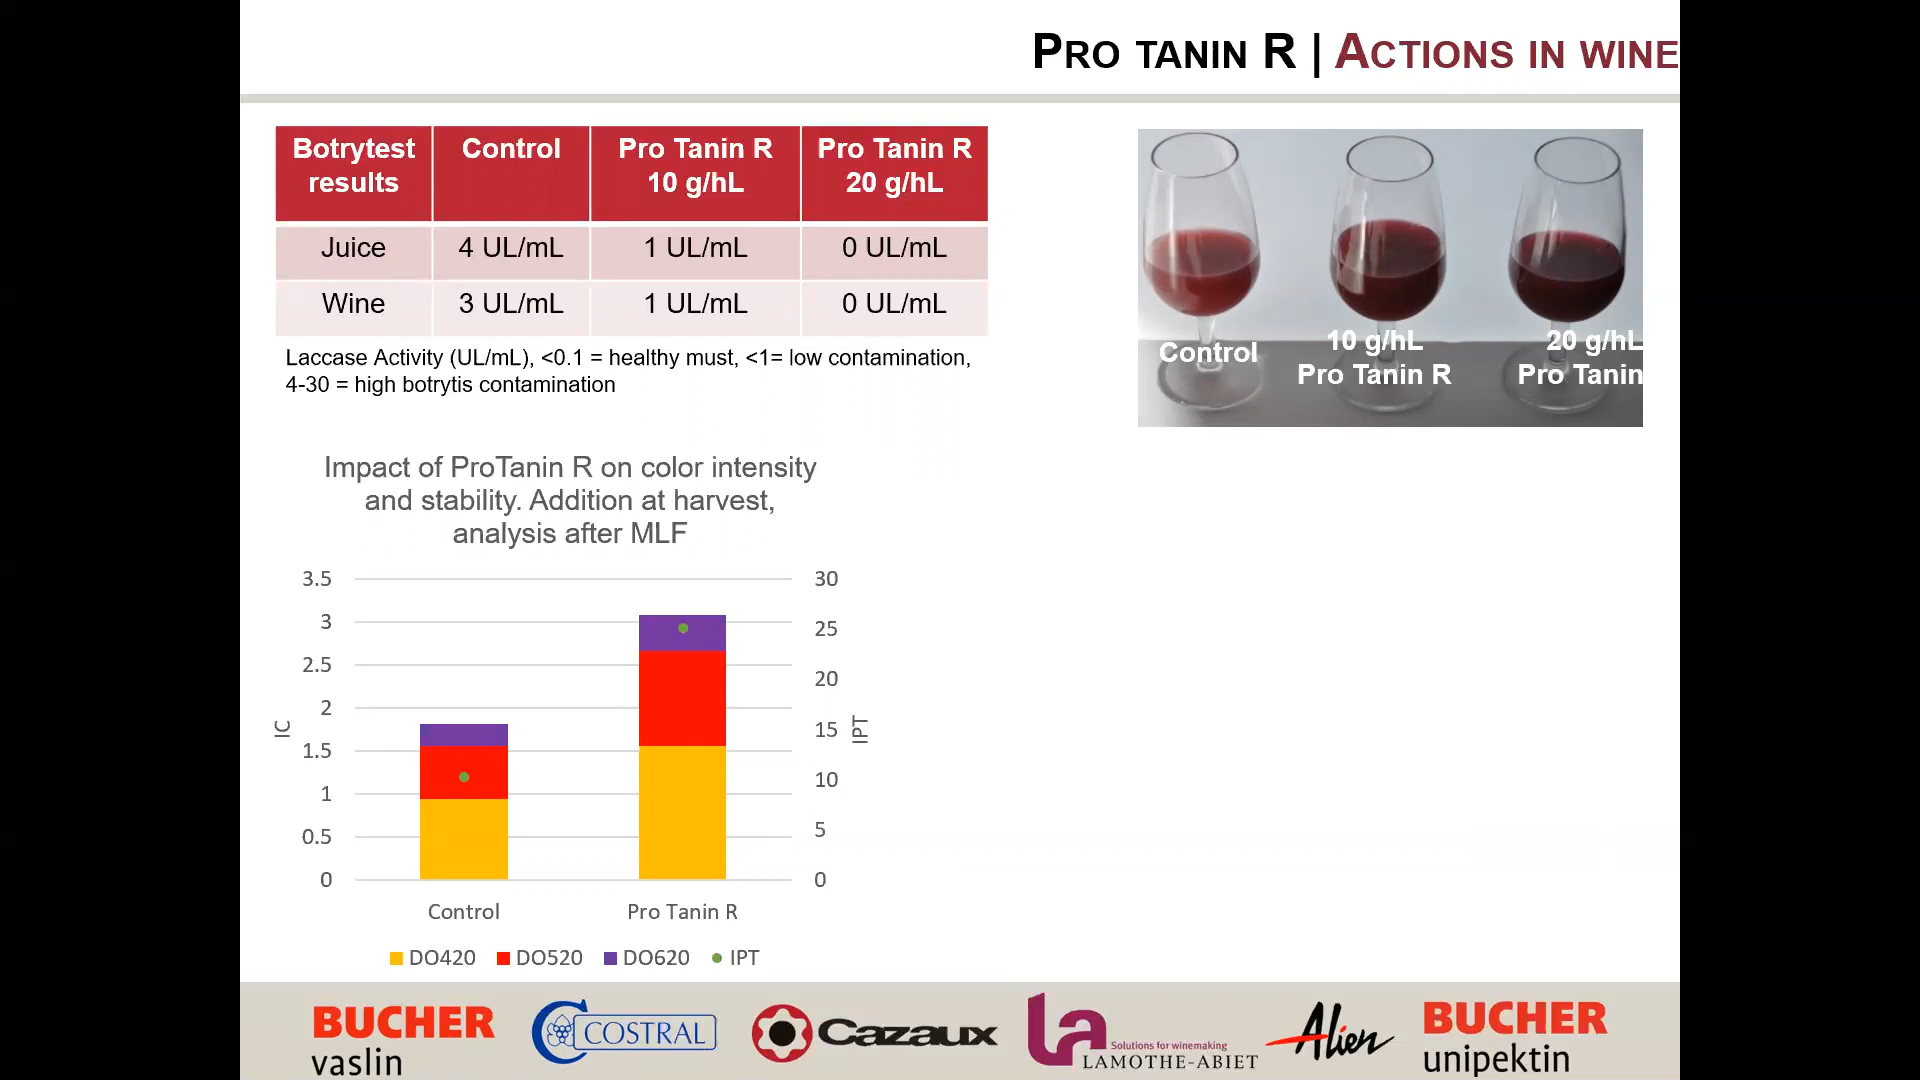 PRO TANIN R | ACTIONS IN WINE
Botrytest results
Control
Pro Tanin R 10 g/hL
Pro Tanin R 20 g/hL
Juice
4 UL/mL
1 UL/mL
0 UL/mL
Wine
3 UL/mL
1 UL/mL
0 UL/mL
Laccase Activity (UL/mL), <0.1 = healthy must, <1= low contamination,
4-30 = high botrytis contamination
Control
10 g/hL
Pro Tanin R
20 g/hL
Pro Tanin
Impact of ProTanin R on color intensity
and stability. Addition at harvest,
analysis after MLF
3.5
3
2.5
2
1.5
1
0.5
0
IC
30
25
20
15
10
5
0
IPT
Control
Pro Tanin R
DO420
DO520
DO620
IPT
BUCHER
vaslin
COSTRAL
Cazaux
La
Solutions for winemaking
LAMOTHE-ABIET
Alien
BUCHER
unipektin